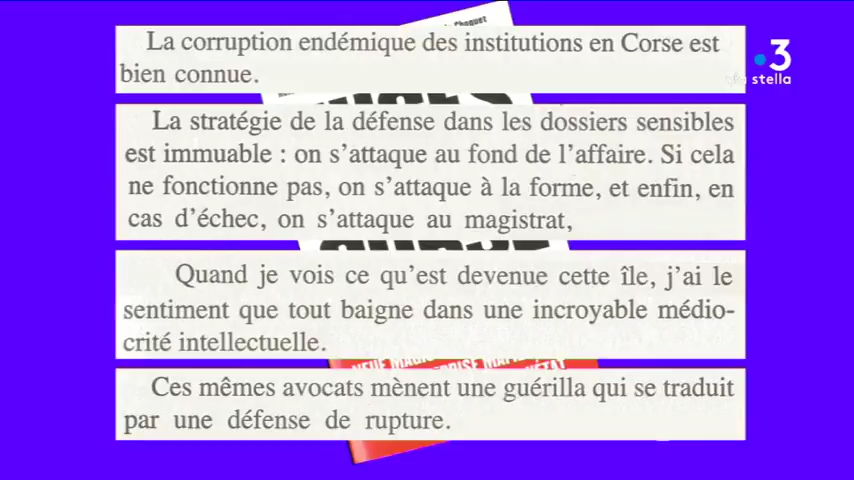 Choquet
La corruption endémique des institutions en Corse est
bien connue.
3
via stella
La stratégie de la défense dans les dossiers sensibles
est immuable : on s'attaque au fond de l'affaire. Si cela
ne fonctionne pas, on s'attaque à la forme, et enfin, en
cas d'échec, on s'attaque au magistrat,
Quand je vois ce qu'est devenue cette île, j'ai le
sentiment que tout baigne dans une incroyable médio-
crité intellectuelle.
Ces mêmes avocats mènent une guérilla qui se traduit
par une défense de rupture.